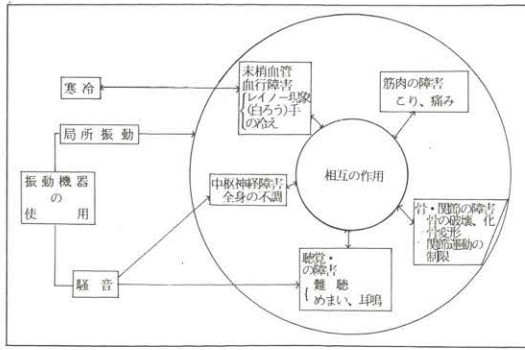 寒冷
局所振動
振動機器
の
使用
騒音
末梢血管
血行障害
レイノー現象
(白ろう)手
の冷え
筋肉の障害
こり、痛み
中枢神経障害
全身の不調
相互の作用
骨・関節の障害
骨の破壊、化
骨変形
関節運動の
制限
聴覚・
の障害
難聴
めまい、耳鳴